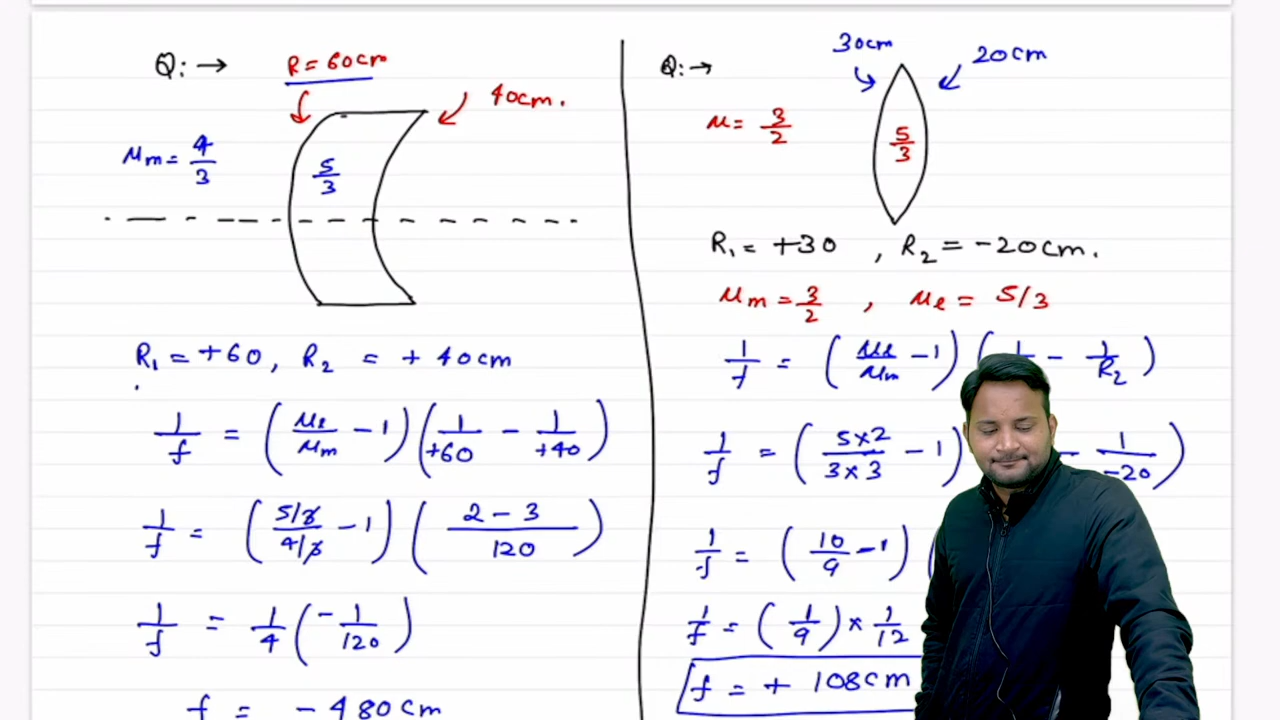 Q: → R = 60cm
40cm.
μm = 4/3
5/3
R₁ = +60, R₂ = + 40cm
1/f = (μℓ/μm - 1)(1/+60 - 1/+40)
1/f = (5/3/4/3 - 1)(2 - 3/120)
1/f = 1/4(-1/120)
f = - 480cm
Q: → 30cm 20cm
μ = 3/2
5/3
R₁ = +30, R₂ = -20cm.
μm = 3/2, μℓ = 5/3
1/f = (μℓ/μm - 1)(1/ - 1/R₂)
1/f = (5×2/3×3 - 1) - 1/-20)
1/f = (10/9 - 1)(
1/f = (1/9) × 1/12
f = + 108cm